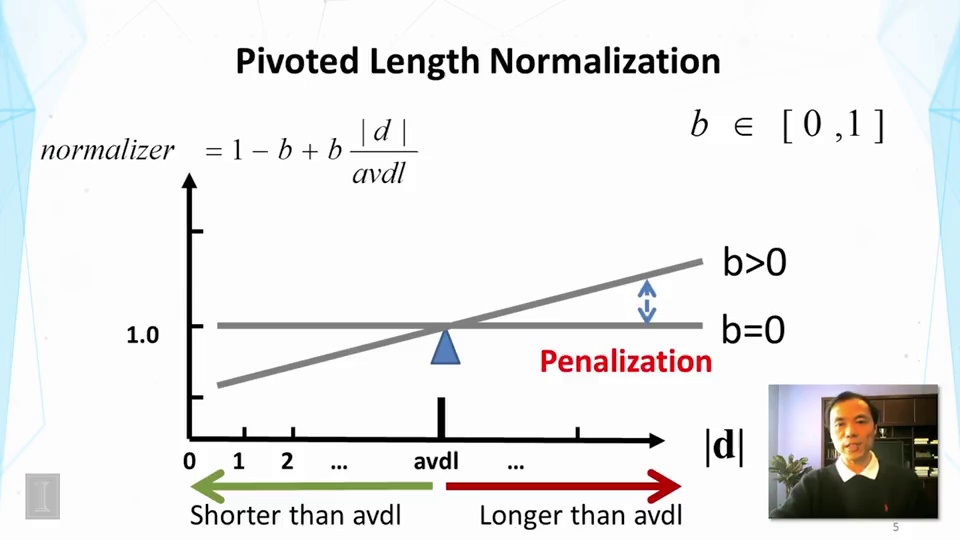 Pivoted Length Normalization
normalizer = 1 − b + b |d| / avdl
b ∈ [ 0 ,1 ]
b>0
b=0
1.0
Penalization
0 1 2 ... avdl ...
|d|
Shorter than avdl
Longer than avdl
I
5